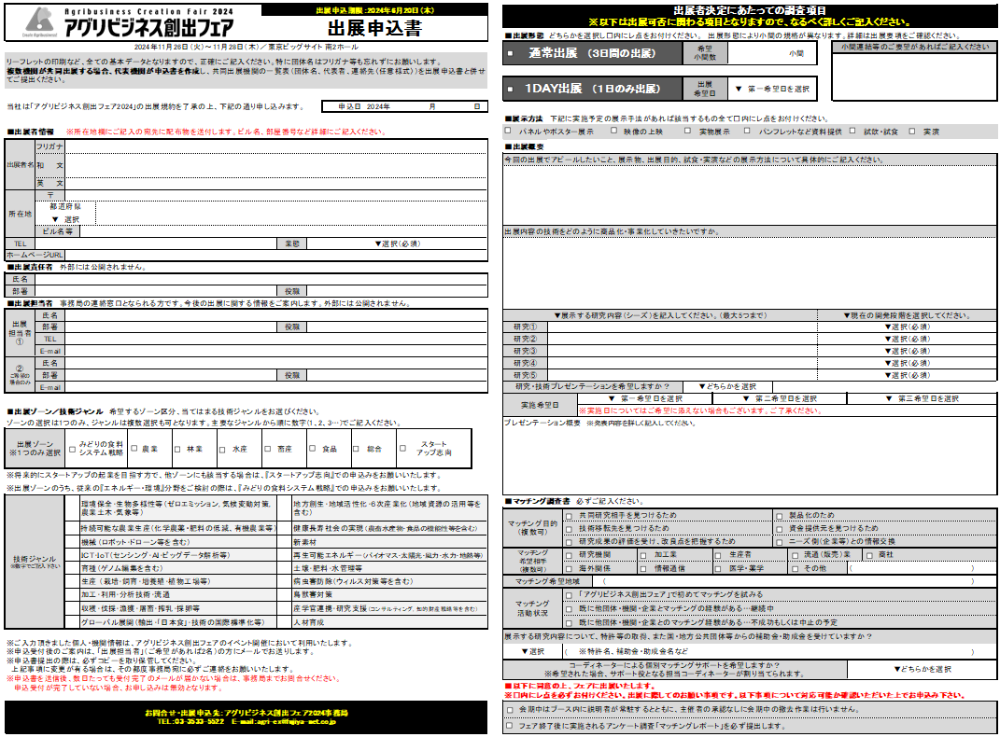 Agribusiness Creation Fair 2024
アグリビジネス創出フェア
Create Agribusiness!
出展申込期限:2024年6月20日(木)
出展申込書
2024年11月26日(火)~11月28日(木)/東京ビッグサイト 南2ホール
リーフレットの印刷など、全ての基本データとなりますので、正確にご記入ください。特に団体名はフリガナ等も忘れずにお願いします。
複数機関が共同出展する場合、代表機関が申込書を作成し、共同出展機関の一覧表(団体名、代表者、連絡先(任意様式))を出展申込書と併せ
てご提出ください。
当社は「アグリビジネス創出フェア2024」の出展規約を了承の上、下記の通り申し込みます。
申込日 2024年 月 日
■出展者情報 ※所在地欄にご記入の宛先に配布物を送付します。ビル名、部屋番号など詳細にご記入ください。
出展者名
フリガナ
和 文
英 文
所在地
〒
都道府県
▼ 選択
ビル名等
TEL 業態 ▼選択(必須)
ホームページURL
■出展責任者 外部には公開されません。
氏名
部署 役職
■出展担当者 事務局の連絡窓口となられる方です。今後の出展に関する情報をご案内します。外部には公開されません。
出展
担当者
①
氏名
部署 役職
TEL
E-mail
②
ご希望の
場合のみ
氏名
部署 役職
E-mail
■出展ゾーン/技術ジャンル 希望するゾーン区分、当てはまる技術ジャンルをお選びください。
ゾーンの選択は1つのみ、ジャンルは複数選択も可となります。主要なジャンルから順に数字(1、2、3…)でご記入ください。
出展ゾーン
※1つのみ選択
□ みどりの食料
システム戦略
□ 農業
□ 林業
□ 水産
□ 畜産
□ 食品
□ 総合
□ スタート
アップ志向
※将来的にスタートアップの起業を目指す方で、他ゾーンにも該当する場合は、『スタートアップ志向』での申込みをお願いいたします。
※出展ゾーンのうち、従来の『エネルギー・環境』分野をご検討の際は、『みどりの食料システム戦略』での申込みをお願いいたします。
技術ジャンル
※数字でご記入下さい
環境保全・生物多様性等(ゼロエミッション、気候変動対策、
農業土木・気象等)
地方創生・地域活性化・6次産業化(地域資源の活用等を
含む)
持続可能な農業生産(化学農薬・肥料の低減、有機農業等)
健康長寿社会の実現(農畜水産物・食品の機能性等を含む)
機械(ロボット・ドローン等を含む)
新素材
ICT・IoT(センシング・AI・ビッグデータ解析等)
再生可能エネルギー(バイオマス・太陽光・風力・水力・地熱等)
育種(ゲノム編集を含む)
土壌・肥料・水管理等
生産(栽培・飼育・増養殖・植物工場等)
病虫害防除(ウィルス対策等を含む)
加工・利用・分析技術・流通
鳥獣害対策
収穫・伐採・漁獲・屠畜・搾乳・採卵等
産学官連携・研究支援(コンサルティング、知的財産戦略等を含む)
グローバル展開(輸出・「日本食」・技術の国際標準化等)
人材育成
※ご入力頂きました個人・機関情報は、アグリビジネス創出フェアのイベント開催において利用いたします。
※申込受付後のご案内は、「出展担当者」(ご希望があれば2名)の方にメールでお送りします。
※申込書提出の際は、必ずコピーを取り保管してください。
上記事項に変更が有る場合は、その都度事務局宛に必ずご連絡をお願いいたします。
※申込書を送信後、数日たっても受付完了のメールが届かない場合は、事務局までお問合せください。
申込受付が完了していない場合、お申し込みは無効となります。
お問合せ・出展申込先:アグリビジネス創出フェア2024事務局
TEL:03-3533-5522 E-mail:agri-ex@fujiya-net.co.jp
出展者決定にあたっての調査項目
※以下は出展可否に関わる項目となりますので、なるべく詳しくご記入ください。
■出展形態 どちらかを選択し口内にレ点をお付けください。 出展形態により小間の規格が異なります。詳細は出展要項をご確認ください。
□ 通常出展 (3日間の出展)
希望
小間数
小間
小間連結等のご要望があればご記入ください
□ 1DAY出展 (1日のみ出展)
出展
希望日
▼ 第一希望日を選択
■展示方法 下記に実施予定の展示手法があれば該当するもの全て口内にレ点をお付けください。
□ パネルやポスター展示 □ 映像の上映 □ 実物展示 □ パンフレットなど資料提供 □ 試飲・試食 □ 実演
■出展概要
今回の出展でアピールしたいこと、展示物、出展目的、試食・実演などの展示方法について具体的にご記入ください。
出展内容の技術をどのように商品化・事業化していきたいですか。
▼展示する研究内容(シーズ)を記入してください。(最大5つまで) ▼現在の開発段階を選択してください。
研究① ▼選択(必須)
研究② ▼選択(必須)
研究③ ▼選択(必須)
研究④ ▼選択(必須)
研究⑤ ▼選択(必須)
研究・技術プレゼンテーションを希望しますか? ▼どちらかを選択
実施希望日
▼ 第一希望日を選択 ▼ 第二希望日を選択 ▼ 第三希望日を選択
※実施日についてはご希望に添えない場合もございます。ご了承ください。
プレゼンテーション概要 ※発表内容を詳しく記入してください。
■マッチング調査書 必ずご記入ください。
マッチング目的
(複数可)
□ 共同研究相手を見つけるため □ 製品化のため
□ 技術移転先を見つけるため □ 資金提供元を見つけるため
□ 研究成果の評価を受け、改良点を把握するため □ ニーズ側(企業等)との情報交換
マッチング
希望相手
(複数可)
□ 研究機関 □ 加工業 □ 生産者 □ 流通(販売)業 □ 商社
□ 海外関係 □ 情報通信 □ 医学・薬学 □ その他 ( )
マッチング希望地域 ( )
マッチング
活動状況
□ 「アグリビジネス創出フェア」で初めてマッチングを試みる
□ 既に他団体・機関・企業とマッチングの経験がある…継続中
□ 既に他団体・機関・企業とのマッチングの経験がある…不成功もしくは中止の予定
展示する研究内容について、特許等の取得、また国・地方公共団体等からの補助金・助成金を受けていますか?
▼選択 ( ※特許名、補助金・助成金名など )
コーディネーターによる個別マッチングサポートを希望しますか?
※希望された場合、サポート役となる担当コーディネーターが割り当てられます。
▼どちらかを選択
■以下に同意の上、フェアに出展いたします。
※口内にレ点を必ずお付けください。出展に際してのお願い事項です。以下事項について対応可能か確認いただいた上でお申込み下さい。
□ 会期中はブース内に説明者が常駐するとともに、主催者の承認なしに会期中の撤去作業は行いません。
□ フェア終了後に実施されるアンケート調査「マッチングレポート」を必ず提出します。